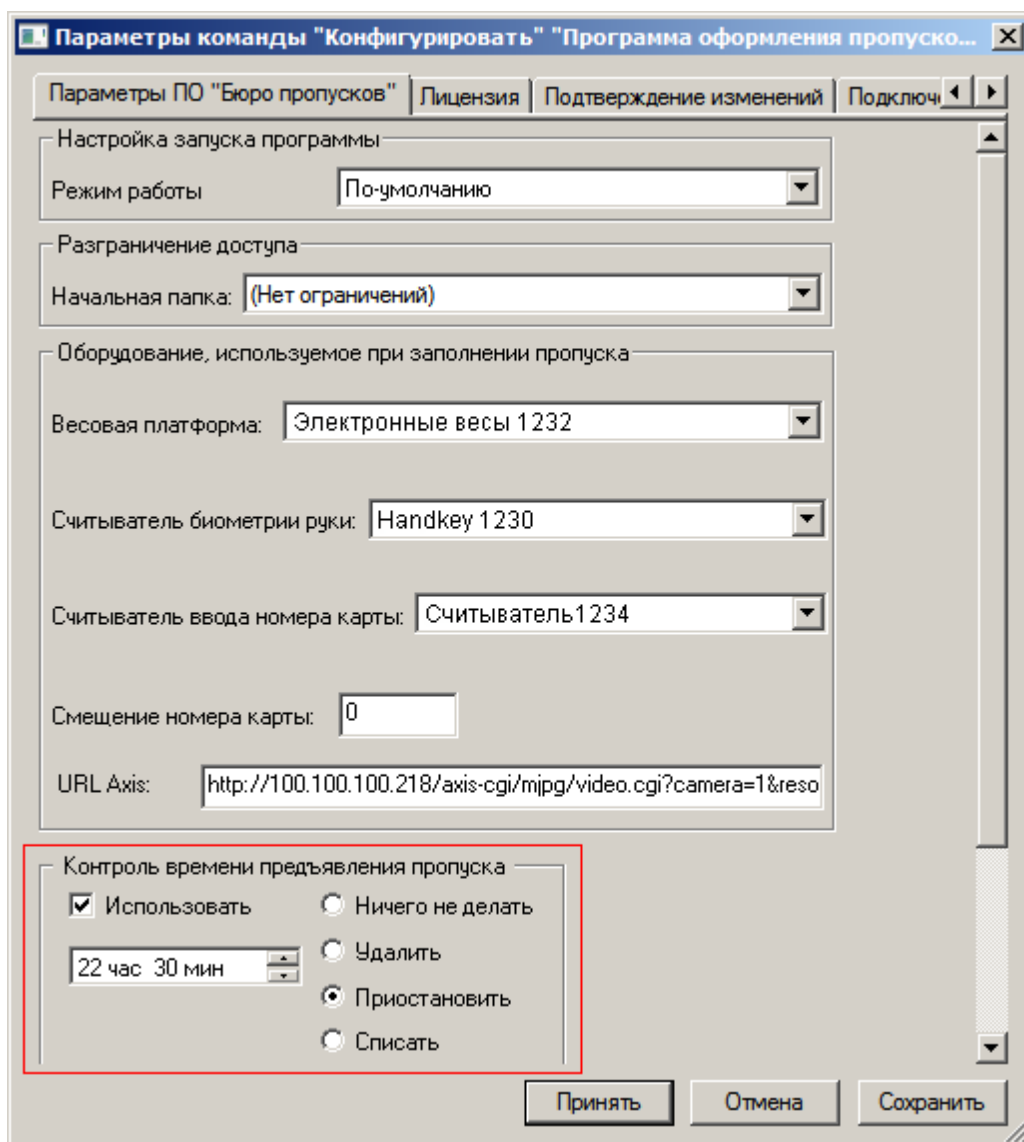 Параметры команды "Конфигурировать" "Программа оформления пропуско...
Параметры ПО "Бюро пропусков" Лицензия Подтверждение изменений Подключ
Настройка запуска программы
Режим работы По-умолчанию
Разграничение доступа
Начальная папка: (Нет ограничений)
Оборудование, используемое при заполнении пропуска
Весовая платформа: Электронные весы 1232
Считыватель биометрии руки: Handkey 1230
Считыватель ввода номера карты: Считыватель1234
Смещение номера карты: 0
URL Axis: http://100.100.100.218/axis-cgi/mjpg/video.cgi?camera=1&reso
Контроль времени предъявления пропуска
Использовать Ничего не делать
22 час 30 мин Удалить
Приостановить
Списать
Принять Отмена Сохранить